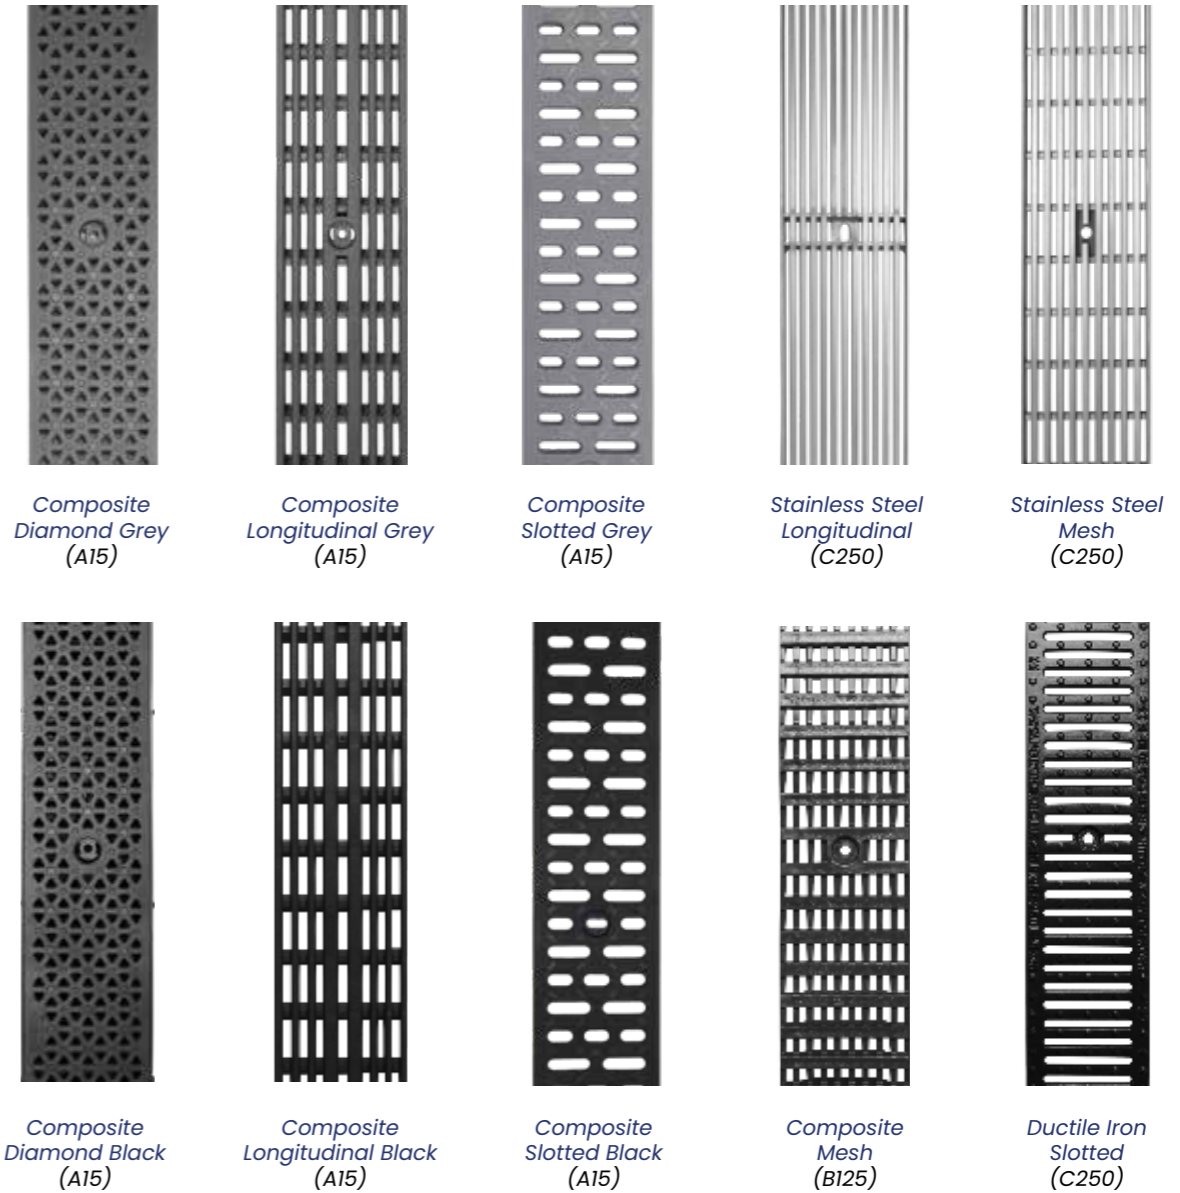 Composite
Diamond Grey
(A15)
Composite
Longitudinal Grey
(A15)
Composite
Slotted Grey
(A15)
Stainless Steel
Longitudinal
(C250)
Stainless Steel
Mesh
(C250)
Composite
Diamond Black
(A15)
Composite
Longitudinal Black
(A15)
Composite
Slotted Black
(A15)
Composite
Mesh
(B125)
Ductile Iron
Slotted
(C250)